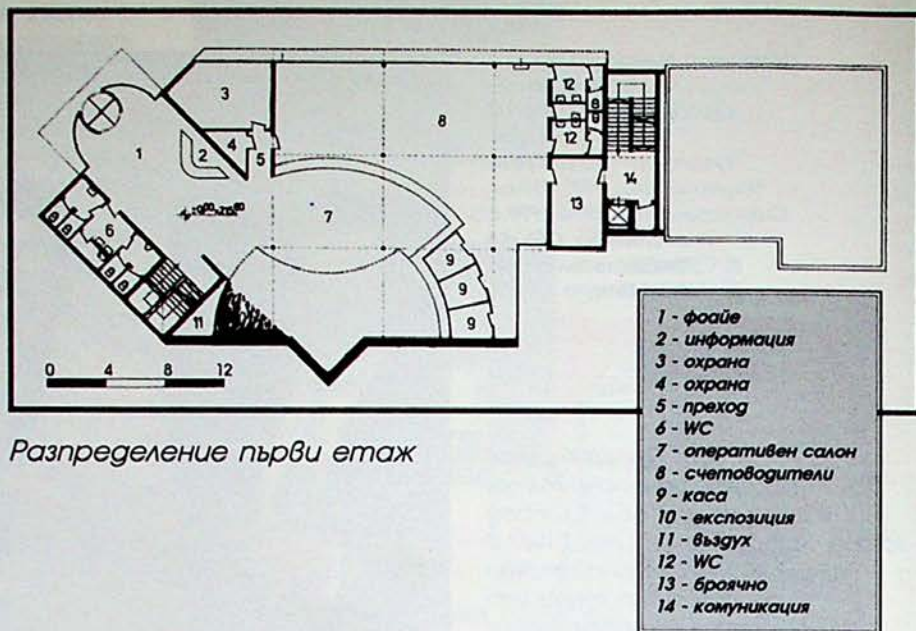 3
12
8
1
2
4
12
8
5
8
14
7
13
6
9
9
9
11
0 4 8 12
1 - фоайе
2 - информация
3 - охрана
4 - охрана
5 - преход
6 - WC
7 - оперативен салон
8 - счетоводители
9 - каса
10 - експозиция
11 - въздух
12 - WC
13 - броячно
14 - комуникация
Разпределение първи етаж